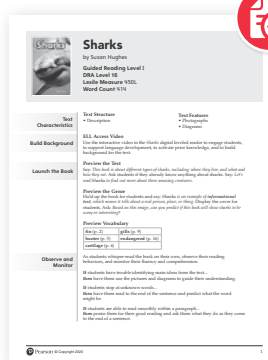 Sharks
Sharks
by Susan Hughes
Guided Reading Level I
DRA Level 16
Lexile Measure 450L
Word Count 414
Text
Characteristics
Text Structure
• Description
Text Features
• Photographs
• Diagrams
Build Background
ELL Access Video
Use the interactive video in the iSharks digital leveled reader to engage students,
to support language development, to activate prior knowledge, and to build
background for the text.
Launch the Book
Preview the Text
Say: This book is about different types of sharks, including where they live, and what and
how they eat. Ask students if they already know anything about sharks. Say: Let's
read Sharks to find out more about these amazing creatures.
Preview the Genre
Hold up the book for students and say: Sharks is an example of informational
text, which means it tells about a real person, place, or thing. Display the cover for
students. Ask: Based on this image, can you predict if this book will show sharks to be
scary or interesting?
Preview Vocabulary
fin (p. 2)
gills (p. 9)
hunter (p. 5)
endangered (p. 16)
cartilage (p. 6)
Observe and
Monitor
As students whisper-read the book on their own, observe their reading
behaviors, and monitor their fluency and comprehension.
If students have trouble identifying main ideas from the text...
then have them use the pictures and diagrams to guide their understanding.
If students stop at unknown words...
then have them read to the end of the sentence and predict what the word
might be.
If students are able to read smoothly within a paragraph...
then praise them for their good reading and ask them what they do as they come
to the end of a sentence.
Pearson © Copyright 2020
1